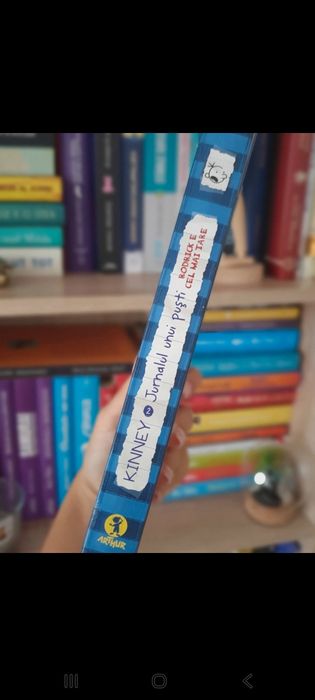 KINNEY 2 Jurnalul unui puști
RODRICK E
CEL MAI TARE
ARTHUR